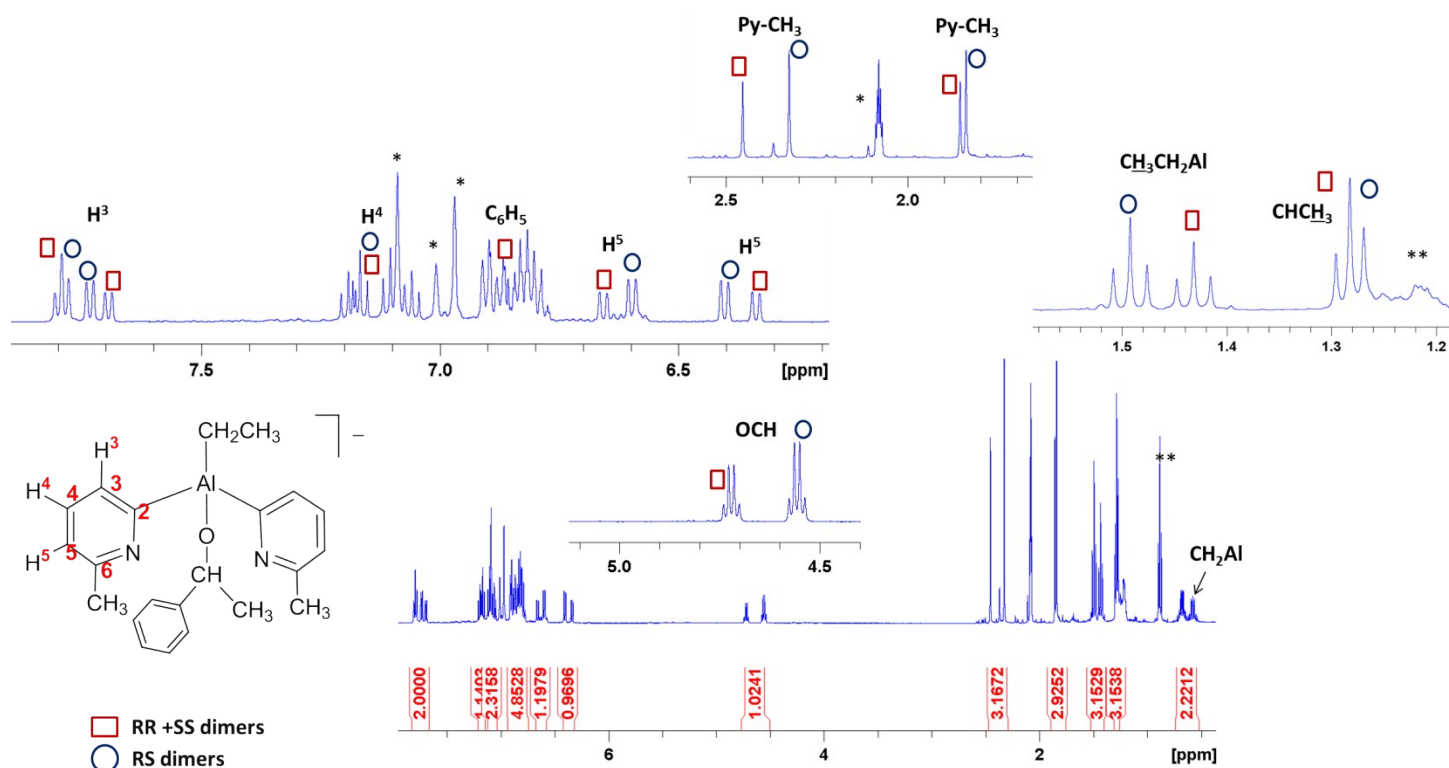 Py-CH3 Py-CH3
*
2.5 2.0
H3 H4 * * * C6H5 H5 H5
7.5 7.0 6.5 [ppm]
CH3CH2Al
CHCH3
**
1.5 1.4 1.3 1.2
OCH
5.0 4.5
**
CH2Al
H3
H4
H5
2
3
4
5
6
CH2CH3
Al
O
N
N
CH
CH3
CH3
CH3
–
RR +SS dimers
RS dimers
2.0000 2.3158 4.8528 1.1979 0.9696 1.0241 3.1672 2.9252 3.1529 3.1538 2.2212
6 4 2 [ppm]